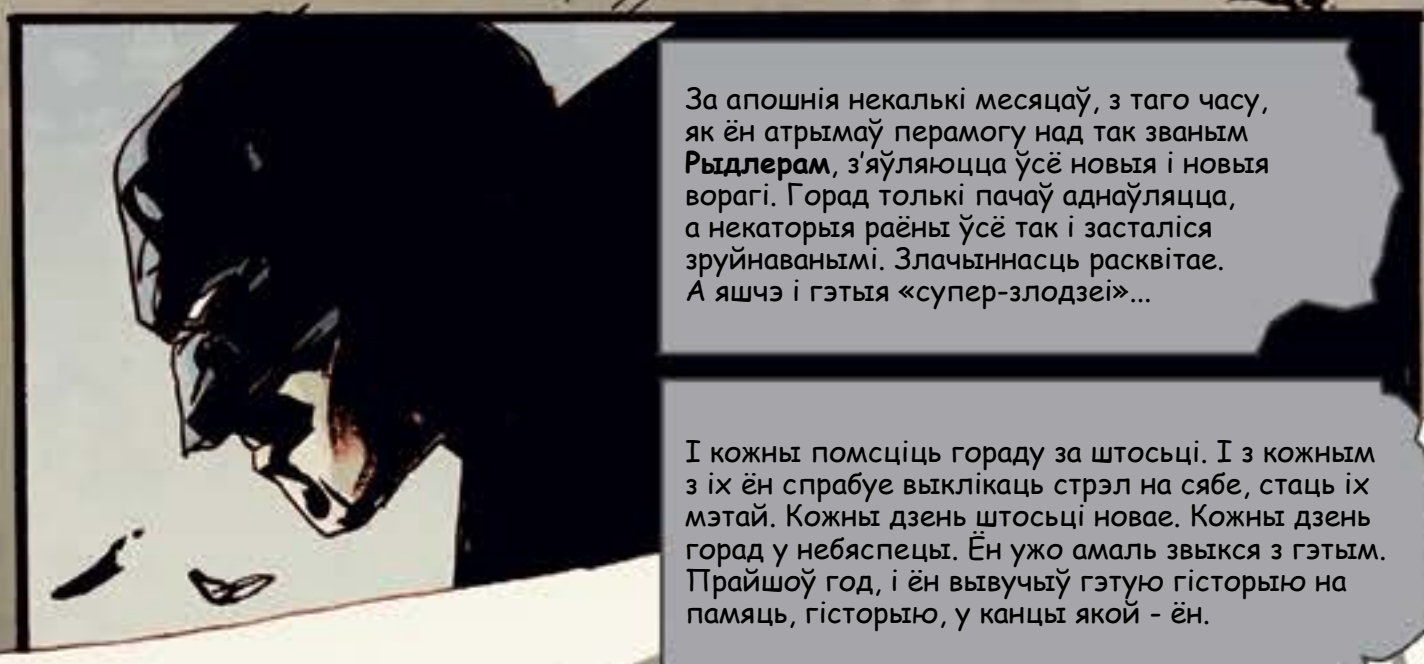 За апошнія некалькі месяцаў, з таго часу,
як ён атрымаў перамогу над так званым
Рыдлерам, з'яўляюцца ўсё новыя і новыя
ворагі. Горад толькі пачаў аднаўляцца,
а некаторыя раёны ўсё так і засталіся
зруйнаванымі. Злачыннасць расквітае.
А яшчэ і гэтыя «супер-злодзеі»...
І кожны помсціць гораду за штосьці. І з кожным
з іх ён спрабуе выклікаць стрэл на сябе, стаць іх
мэтай. Кожны дзень штосьці новае. Кожны дзень
горад у небяспецы. Ён ужо амаль звыкся з гэтым.
Прайшоў год, і ён вывучыў гэтую гісторыю на
памяць, гісторыю, у канцы якой - ён.